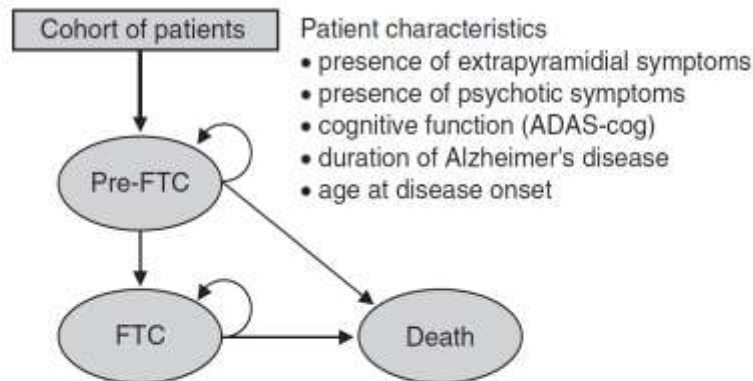 Cohort of patients
Patient characteristics
• presence of extrapyramidial symptoms
• presence of psychotic symptoms
• cognitive function (ADAS-cog)
• duration of Alzheimer's disease
• age at disease onset
Pre-FTC
FTC
Death